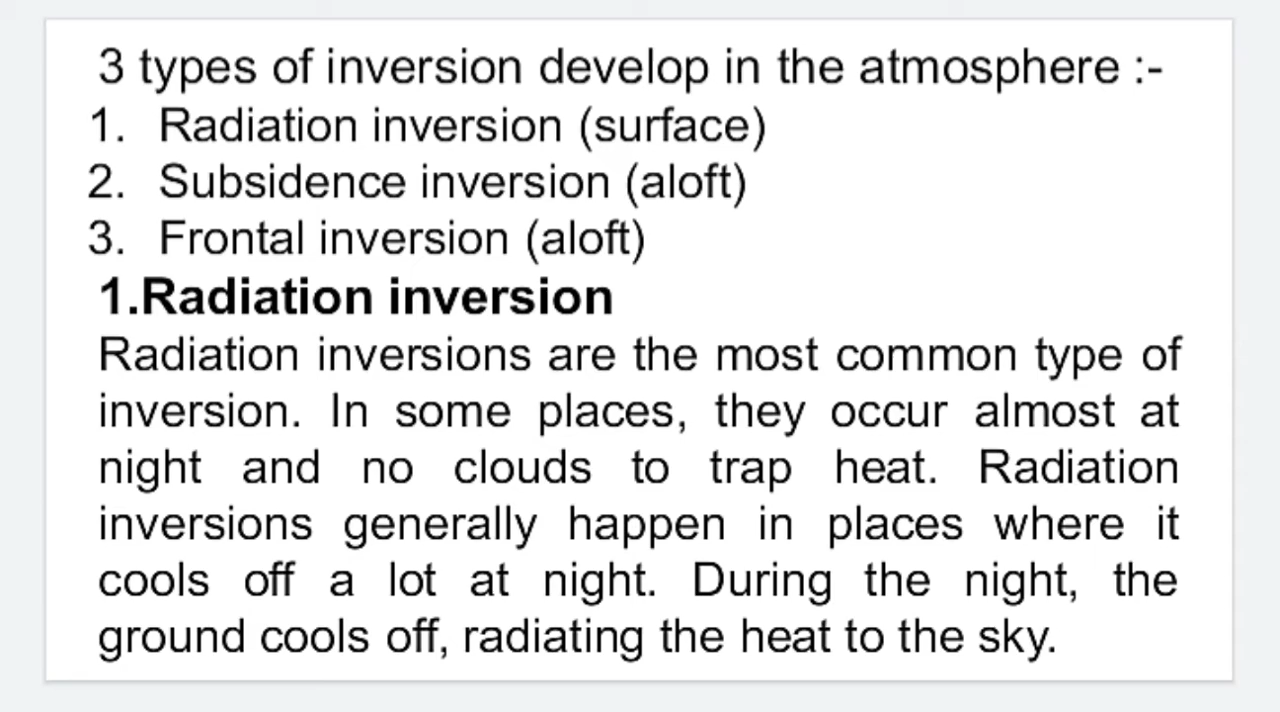 3 types of inversion develop in the atmosphere :-
1. Radiation inversion (surface)
2. Subsidence inversion (aloft)
3. Frontal inversion (aloft)
1.Radiation inversion
Radiation inversions are the most common type of
inversion. In some places, they occur almost at
night and no clouds to trap heat. Radiation
inversions generally happen in places where it
cools off a lot at night. During the night, the
ground cools off, radiating the heat to the sky.